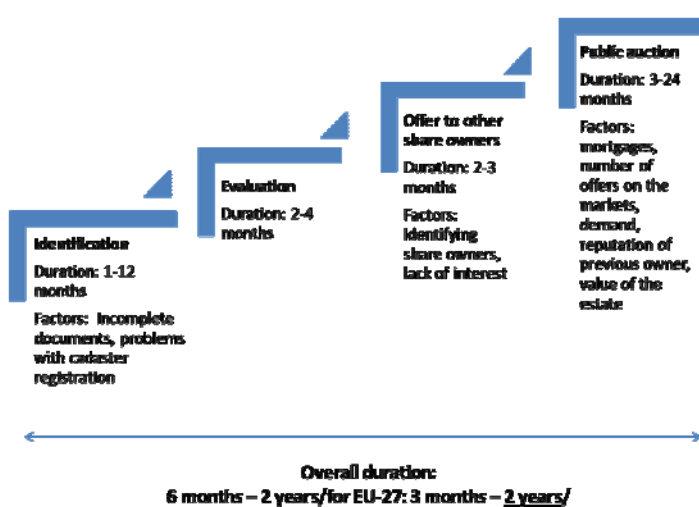 Identification
Duration: 1-12
months
Factors: Incomplete
documents, problems
with cadaster
registration
Evaluation
Duration: 2-4
months
Offer to other
share owners
Duration: 2-3
months
Factors:
Identifying
share owners,
lack of interest
Public auction
Duration: 3-24
months
Factors:
mortgages,
number of
offers on the
markets,
demand,
reputation of
previous owner,
value of the
estate
Overall duration:
6 months – 2 years/for EU-27: 3 months – 2 years/